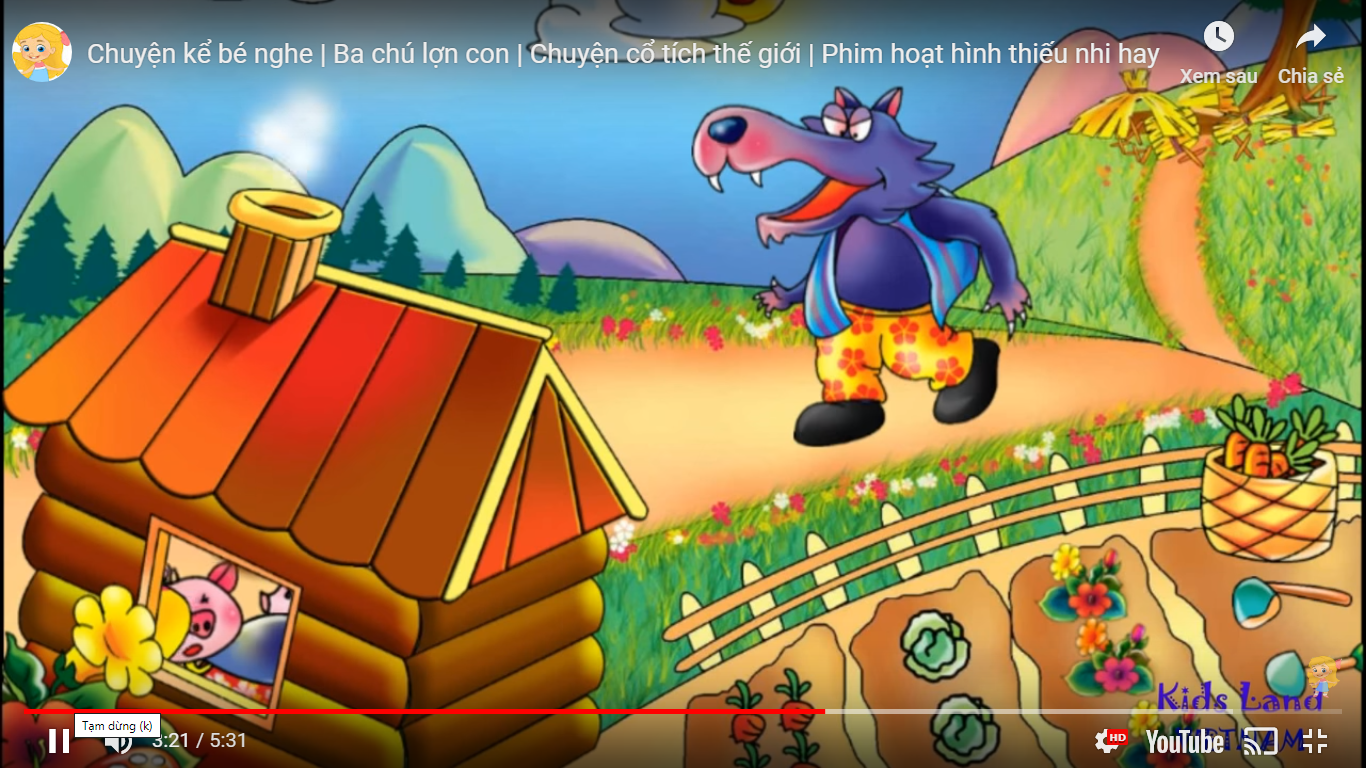 Chuyện kể bé nghe | Ba chú lợn con | Chuyện cổ tích thế giới | Phim hoạt hình thiếu nhi hay
Xem sau
Chia sẻ
Kids Land
Tạm dừng (k)
3:21 / 5:31
HD
YouTube